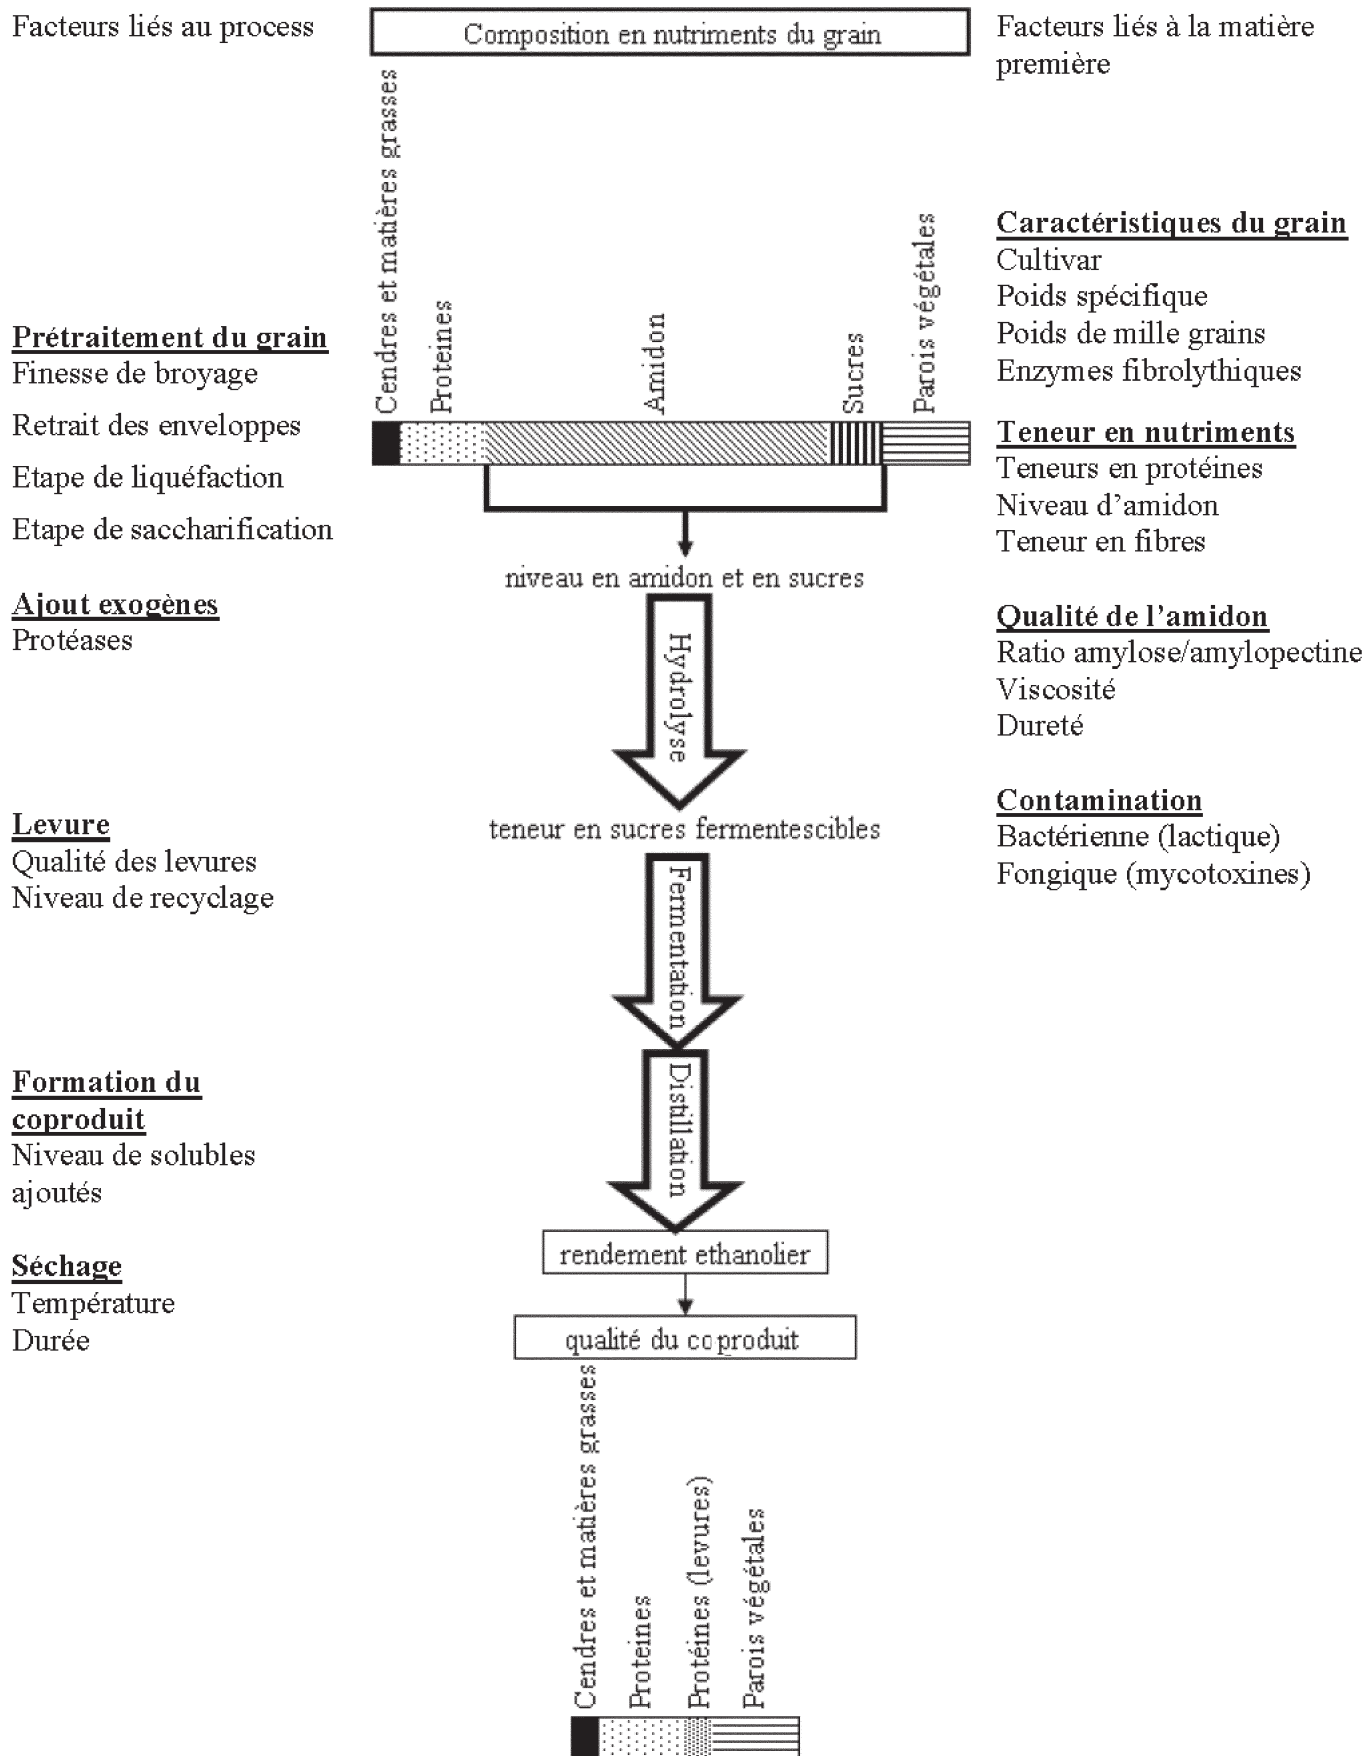 Facteurs liés au process
Composition en nutriments du grain
Facteurs liés à la matière
première
Cendres et matières grasses
Proteines
Amidon
Sucres
Parois végétales
Prétraitement du grain
Finesse de broyage
Retrait des enveloppes
Etape de liquéfaction
Etape de saccharification
Ajout exogènes
Protéases
Levure
Qualité des levures
Niveau de recyclage
Formation du
coproduit
Niveau de solubles
ajoutés
Séchage
Température
Durée
Caractéristiques du grain
Cultivar
Poids spécifique
Poids de mille grains
Enzymes fibrolythiques
Teneur en nutriments
Teneurs en protéines
Niveau d’amidon
Teneur en fibres
Qualité de l’amidon
Ratio amylose/amylopectine
Viscosité
Dureté
Contamination
Bactérienne (lactique)
Fongique (mycotoxines)
niveau en amidon et en sucres
Hydrolyse
teneur en sucres fermentescibles
Fermentation
Distillation
rendement ethanolier
qualité du coproduit
Cendres et matières grasses
Proteines
Protéines (levures)
Parois végétales